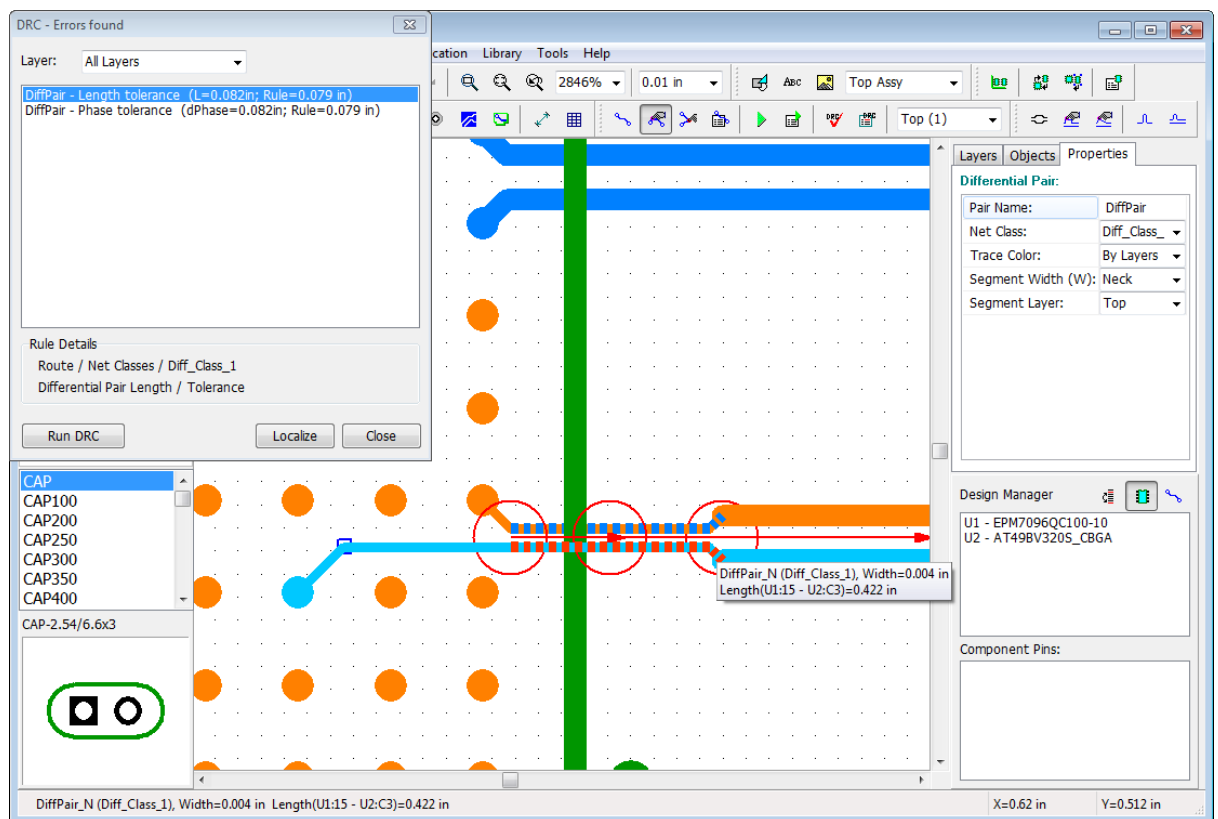 DRC - Errors found
Layer: All Layers
DiffPair - Length tolerance (L=0.082in; Rule=0.079 in)
DiffPair - Phase tolerance (dPhase=0.082in; Rule=0.079 in)
Rule Details
Route / Net Classes / Diff_Class_1
Differential Pair Length / Tolerance
Run DRC Localize Close
cation Library Tools Help
2846% 0.01 in ABC Top Assy
DRC DRC Top (1)
Layers Objects Properties
Differential Pair:
Pair Name: DiffPair
Net Class: Diff_Class_
Trace Color: By Layers
Segment Width (W): Neck
Segment Layer: Top
Design Manager
U1 - EPM7096QC100-10
U2 - AT49BV320S_CBGA
Component Pins:
CAP
CAP100
CAP200
CAP250
CAP300
CAP350
CAP400
CAP-2.54/6.6x3
DiffPair_N (Diff_Class_1), Width=0.004 in
Length(U1:15 - U2:C3)=0.422 in
DiffPair_N (Diff_Class_1), Width=0.004 in Length(U1:15 - U2:C3)=0.422 in
X=0.62 in Y=0.512 in